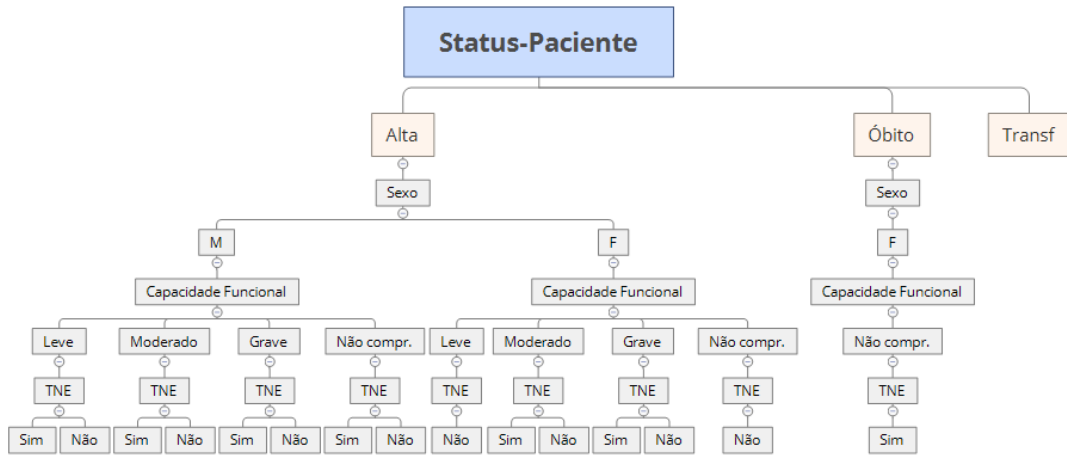 Status-Paciente
Alta Óbito Transf
Sexo Sexo
M F F
Capacidade Funcional Capacidade Funcional Capacidade Funcional
Leve Moderado Grave Não compr. Leve Moderado Grave Não compr. Não compr.
TNE TNE TNE TNE TNE TNE TNE TNE TNE
Sim Não Sim Não Sim Não Sim Não Não Sim Não Sim Não Não Sim